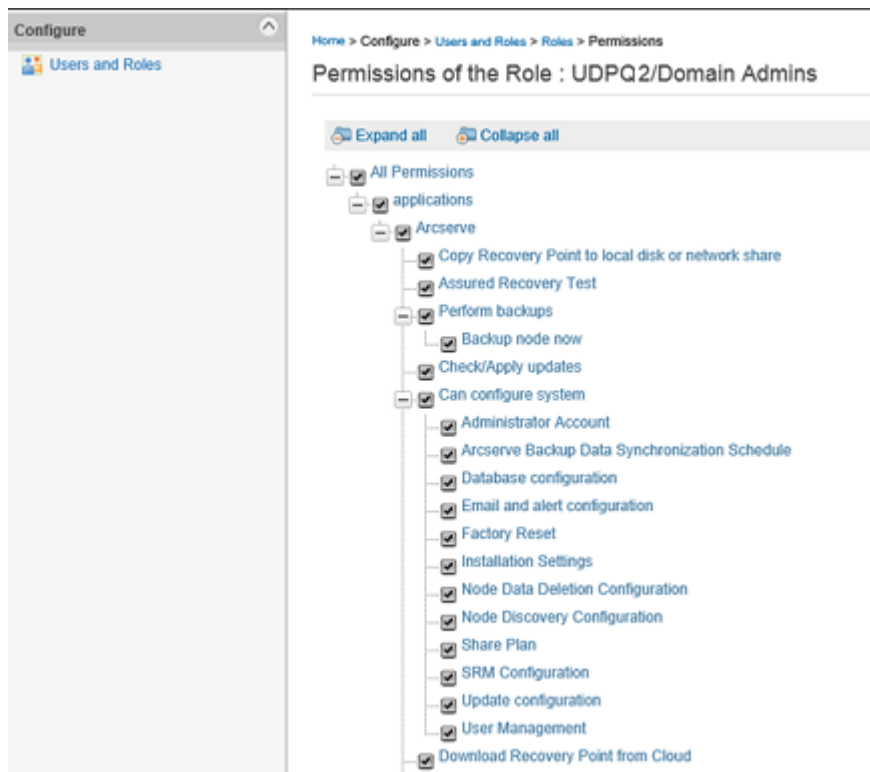 Configure
Users and Roles
Home > Configure > Users and Roles > Roles > Permissions
Permissions of the Role : UDPQ2/Domain Admins
Expand all Collapse all
All Permissions
applications
Arcserve
Copy Recovery Point to local disk or network share
Assured Recovery Test
Perform backups
Backup node now
Check/Apply updates
Can configure system
Administrator Account
Arcserve Backup Data Synchronization Schedule
Database configuration
Email and alert configuration
Factory Reset
Installation Settings
Node Data Deletion Configuration
Node Discovery Configuration
Share Plan
SRM Configuration
Update configuration
User Management
Download Recovery Point from Cloud